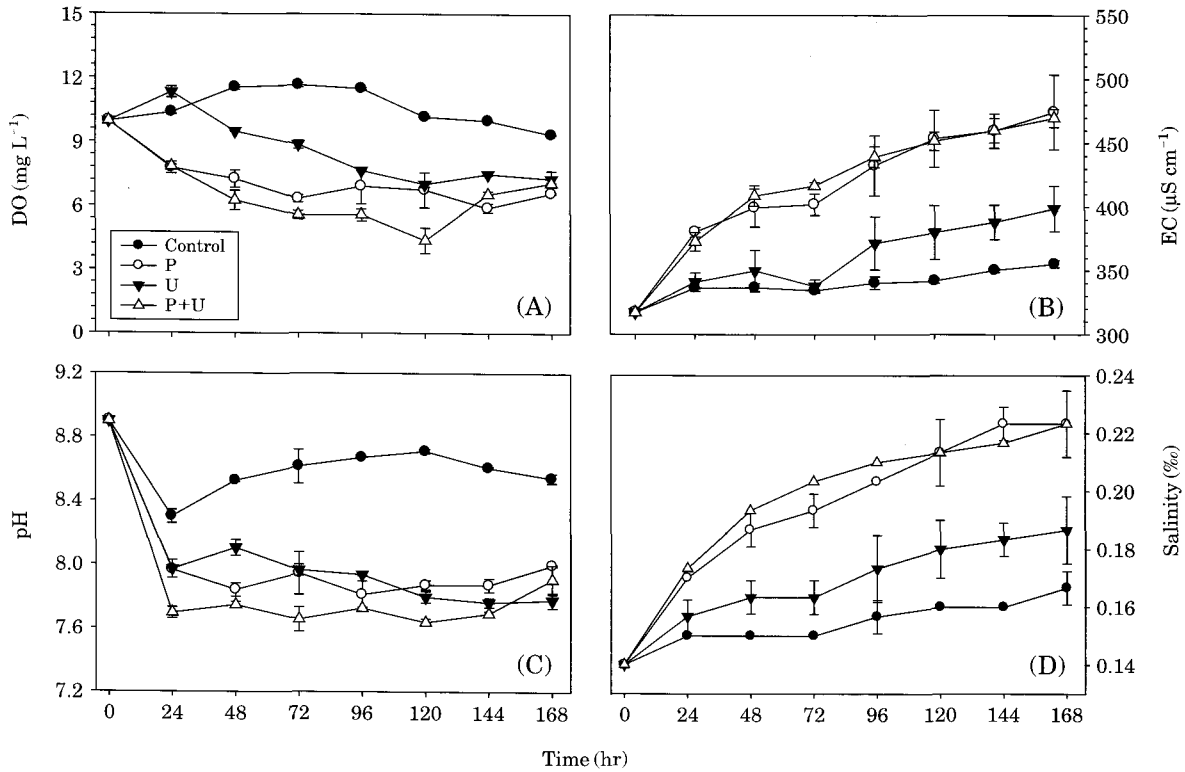 15
12
9
6
3
0
DO (mg L⁻¹)
Control
P
U
P+U
(A)
550
500
450
400
350
300
EC (µS cm⁻¹)
(B)
9.2
8.8
8.4
8.0
7.6
7.2
pH
(C)
0 24 48 72 96 120 144 168
0.24
0.22
0.20
0.18
0.16
0.14
Salinity (‰)
(D)
0 24 48 72 96 120 144 168
Time (hr)